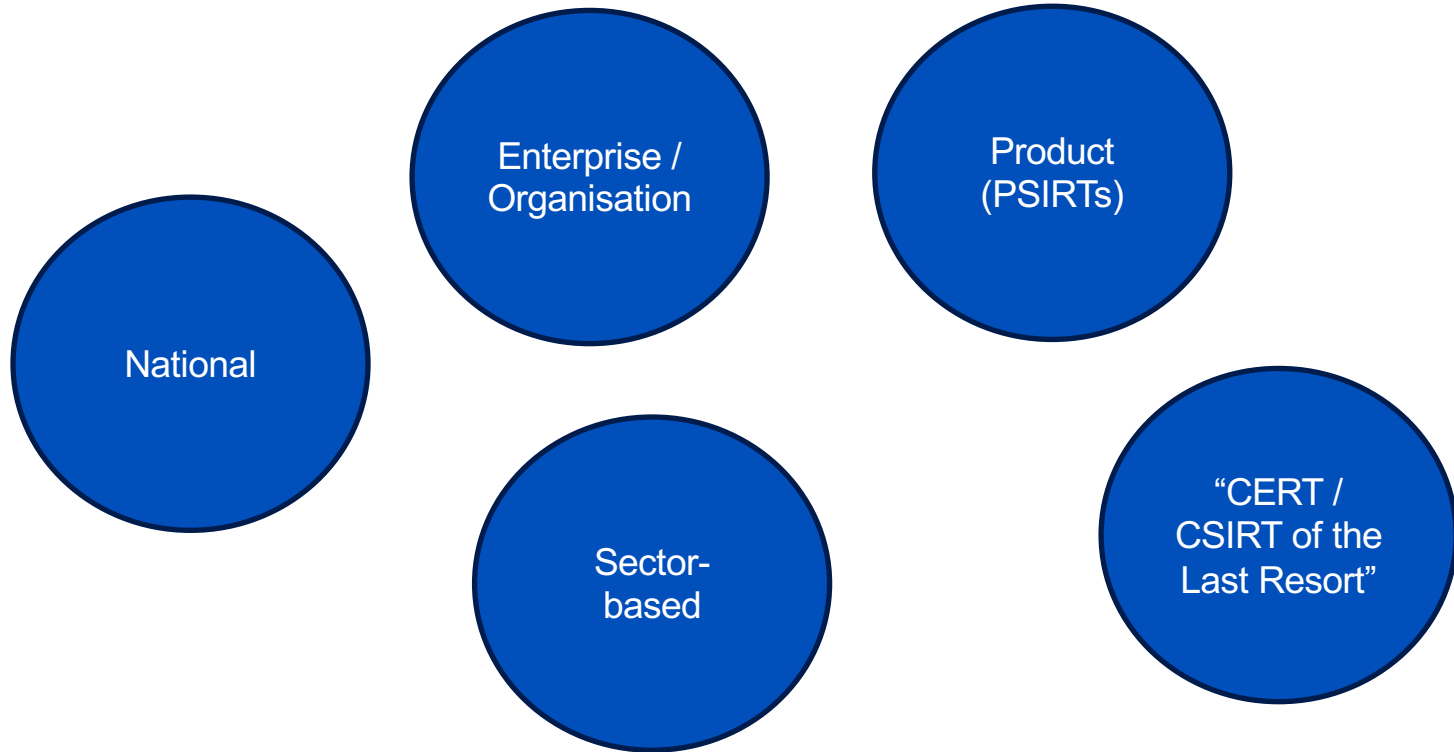 Enterprise /
Organisation
Product
(PSIRTs)
National
Sector-
based
“CERT /
CSIRT of the
Last Resort”